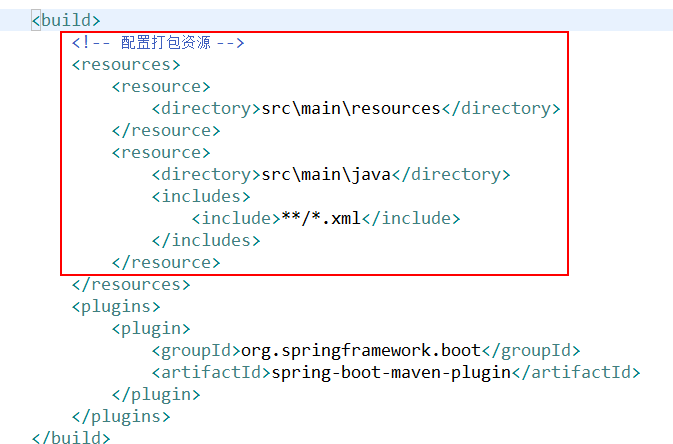 <build>
<!-- 配置打包资源 -->
<resources>
<resource>
<directory>src\main\resources</directory>
</resource>
<resource>
<directory>src\main\java</directory>
<includes>
<include>**/*.xml</include>
</includes>
</resource>
</resources>
<plugins>
<plugin>
<groupId>org.springframework.boot</groupId>
<artifactId>spring-boot-maven-plugin</artifactId>
</plugin>
</plugins>
</build>